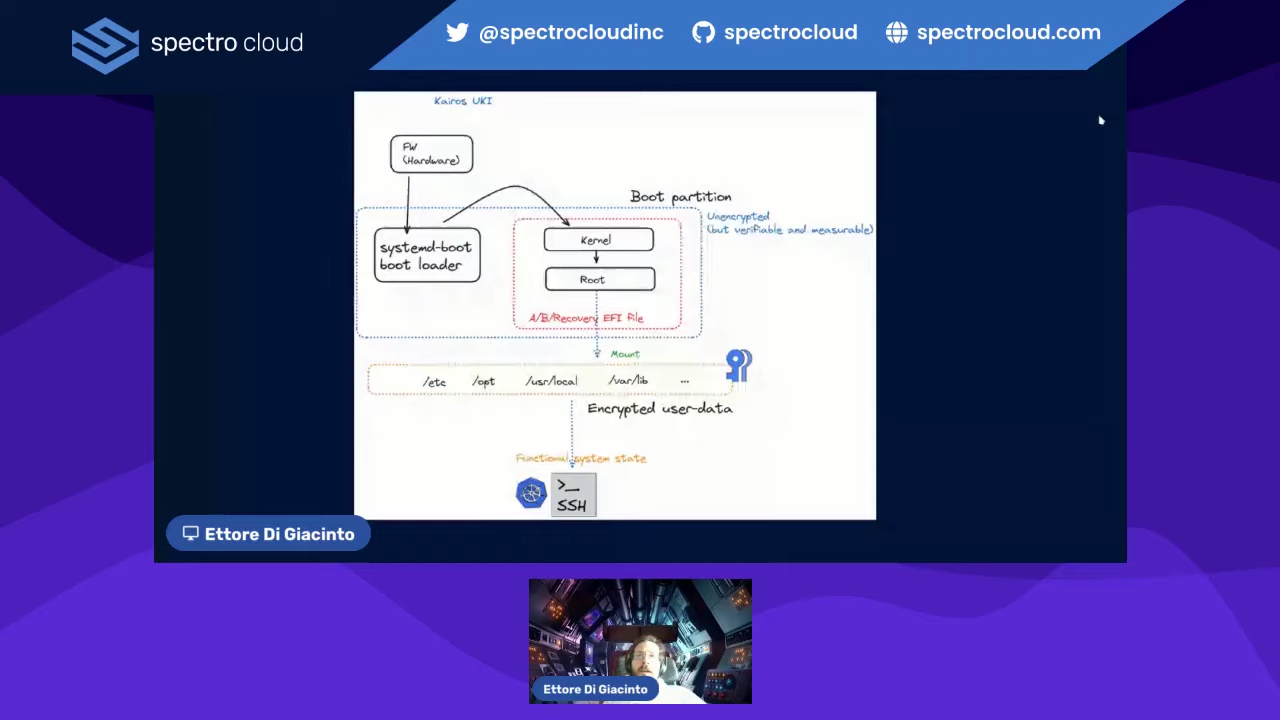 spectro cloud
@spectrocloudinc
spectrocloud
spectrocloud.com
Kairos UKI
FW
(Hardware)
Boot partition
Unencrypted
(but verifiable and measurable)
systemd-boot
boot loader
Kernel
Root
A/B/Recovery EFI file
Mount
/etc
/opt
/usr/local
/var/lib
...
Encrypted user-data
Functional system state
>_
SSH
Ettore Di Giacinto
Ettore Di Giacinto